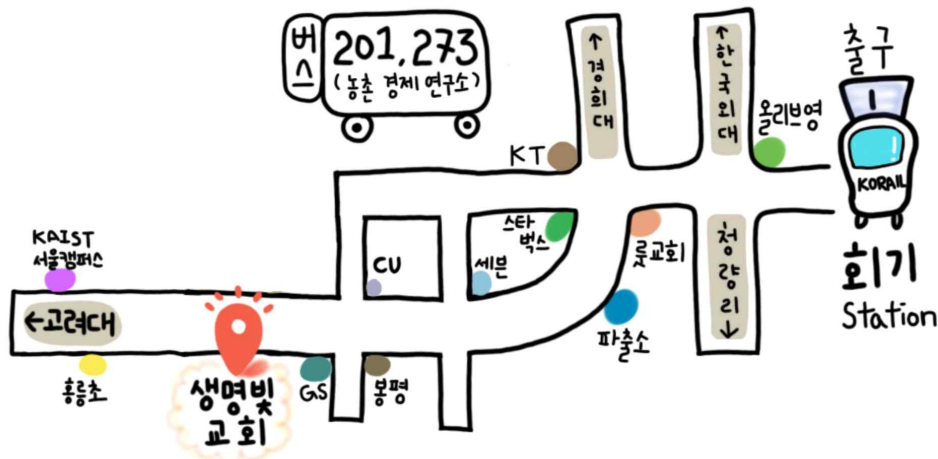 버스
201, 273
(농촌 경제 연구소)
↑경희대
↑한국외대
출구
1
올리브영
KT
KORAIL
스타
벅스
룻교회
청량리↓
회기
Station
KAIST
서울캠퍼스
CU
세븐
←고려대
파출소
홍릉초
생명빛
교회
GS
봉평